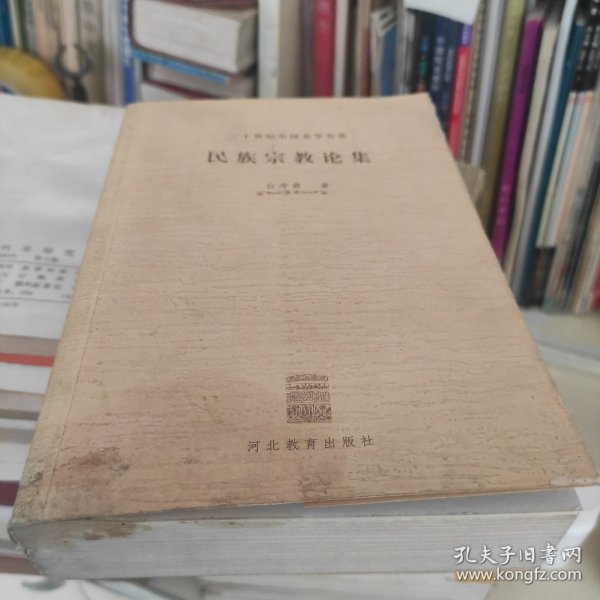 二十世纪中国史学名著
民族宗教论集
白寿彝 著
河北教育出版社
孔夫子旧书网
www.kongfz.com